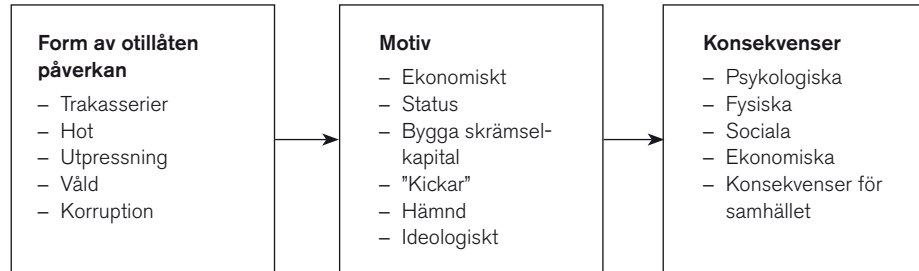 Form av otillåten
påverkan
– Trakasserier
– Hot
– Utpressning
– Våld
– Korruption
Motiv
– Ekonomiskt
– Status
– Bygga skrämsel-
kapital
– ”Kickar”
– Hämnd
– Ideologiskt
Konsekvenser
– Psykologiska
– Fysiska
– Sociala
– Ekonomiska
– Konsekvenser för
samhället